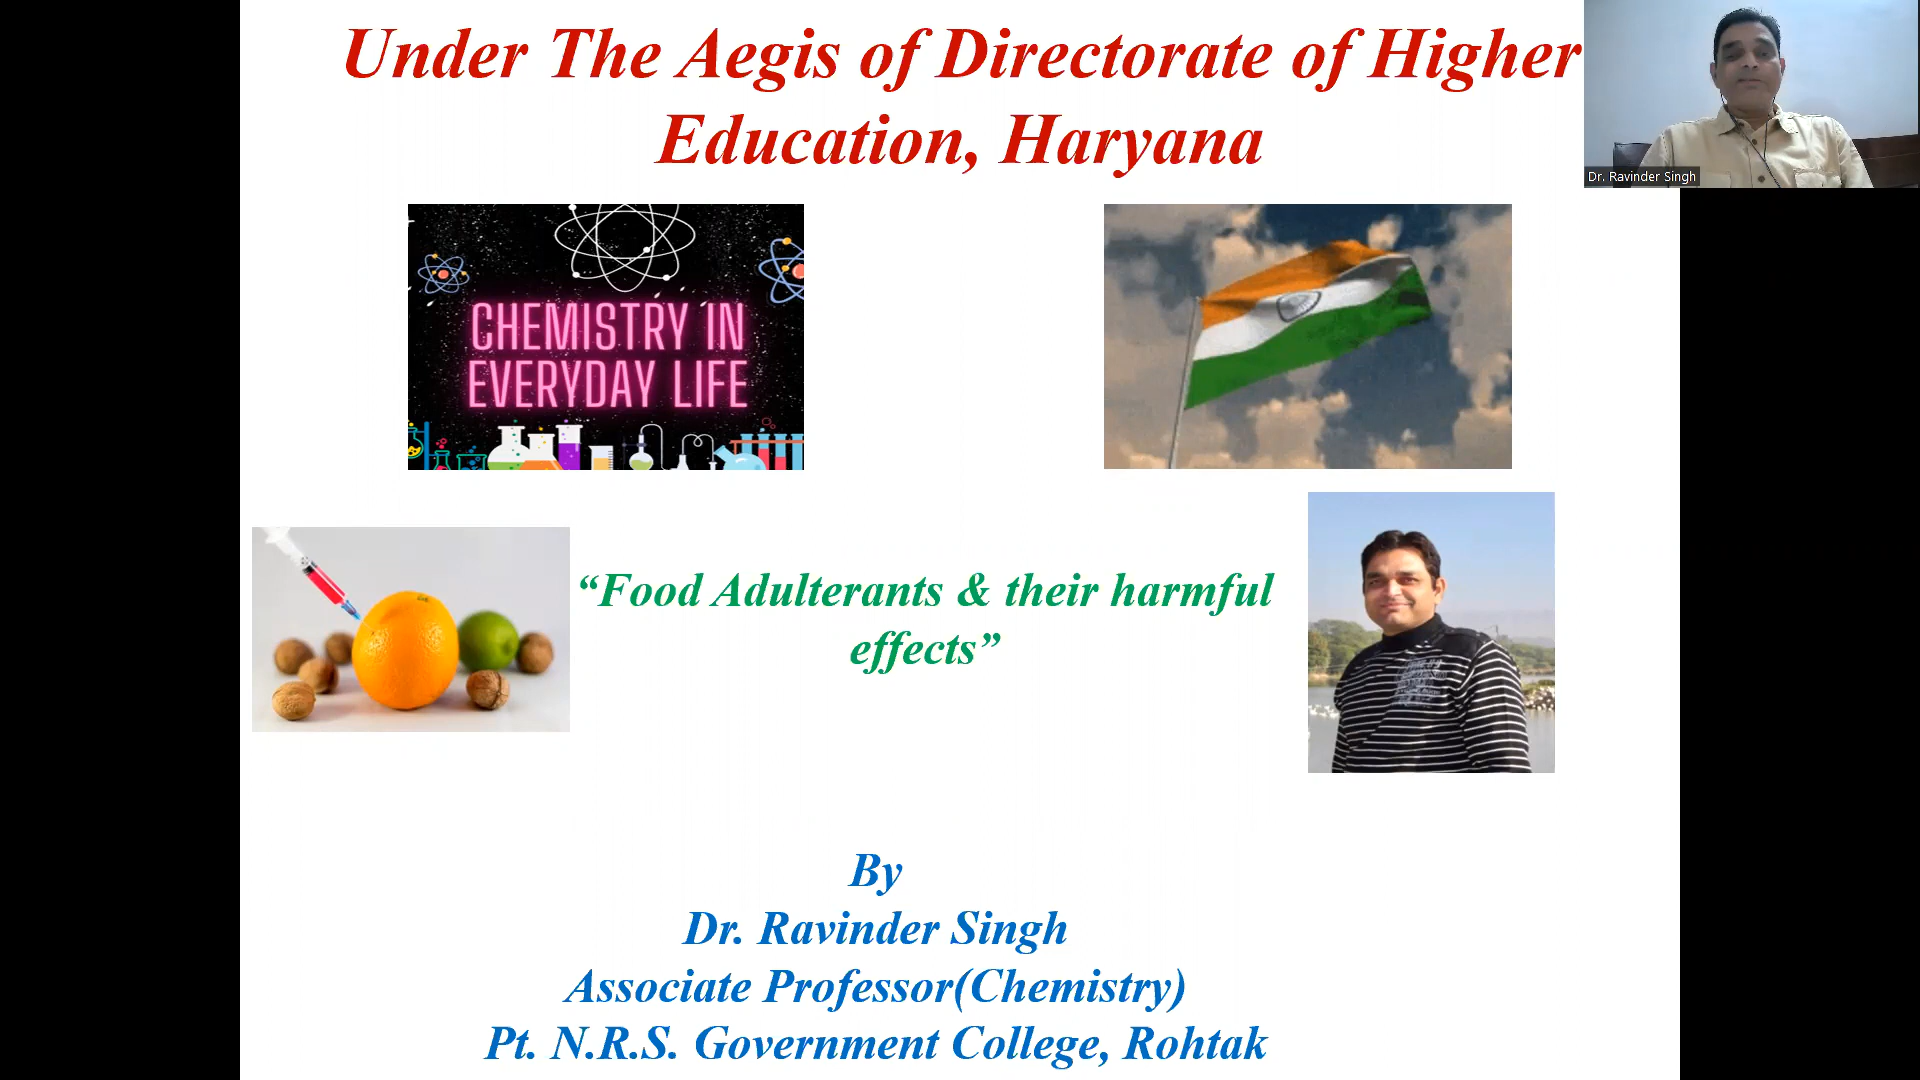 Under The Aegis of Directorate of Higher
Education, Haryana
Dr. Ravinder Singh
CHEMISTRY IN
EVERYDAY LIFE
“Food Adulterants & their harmful
effects”
By
Dr. Ravinder Singh
Associate Professor(Chemistry)
Pt. N.R.S. Government College, Rohtak